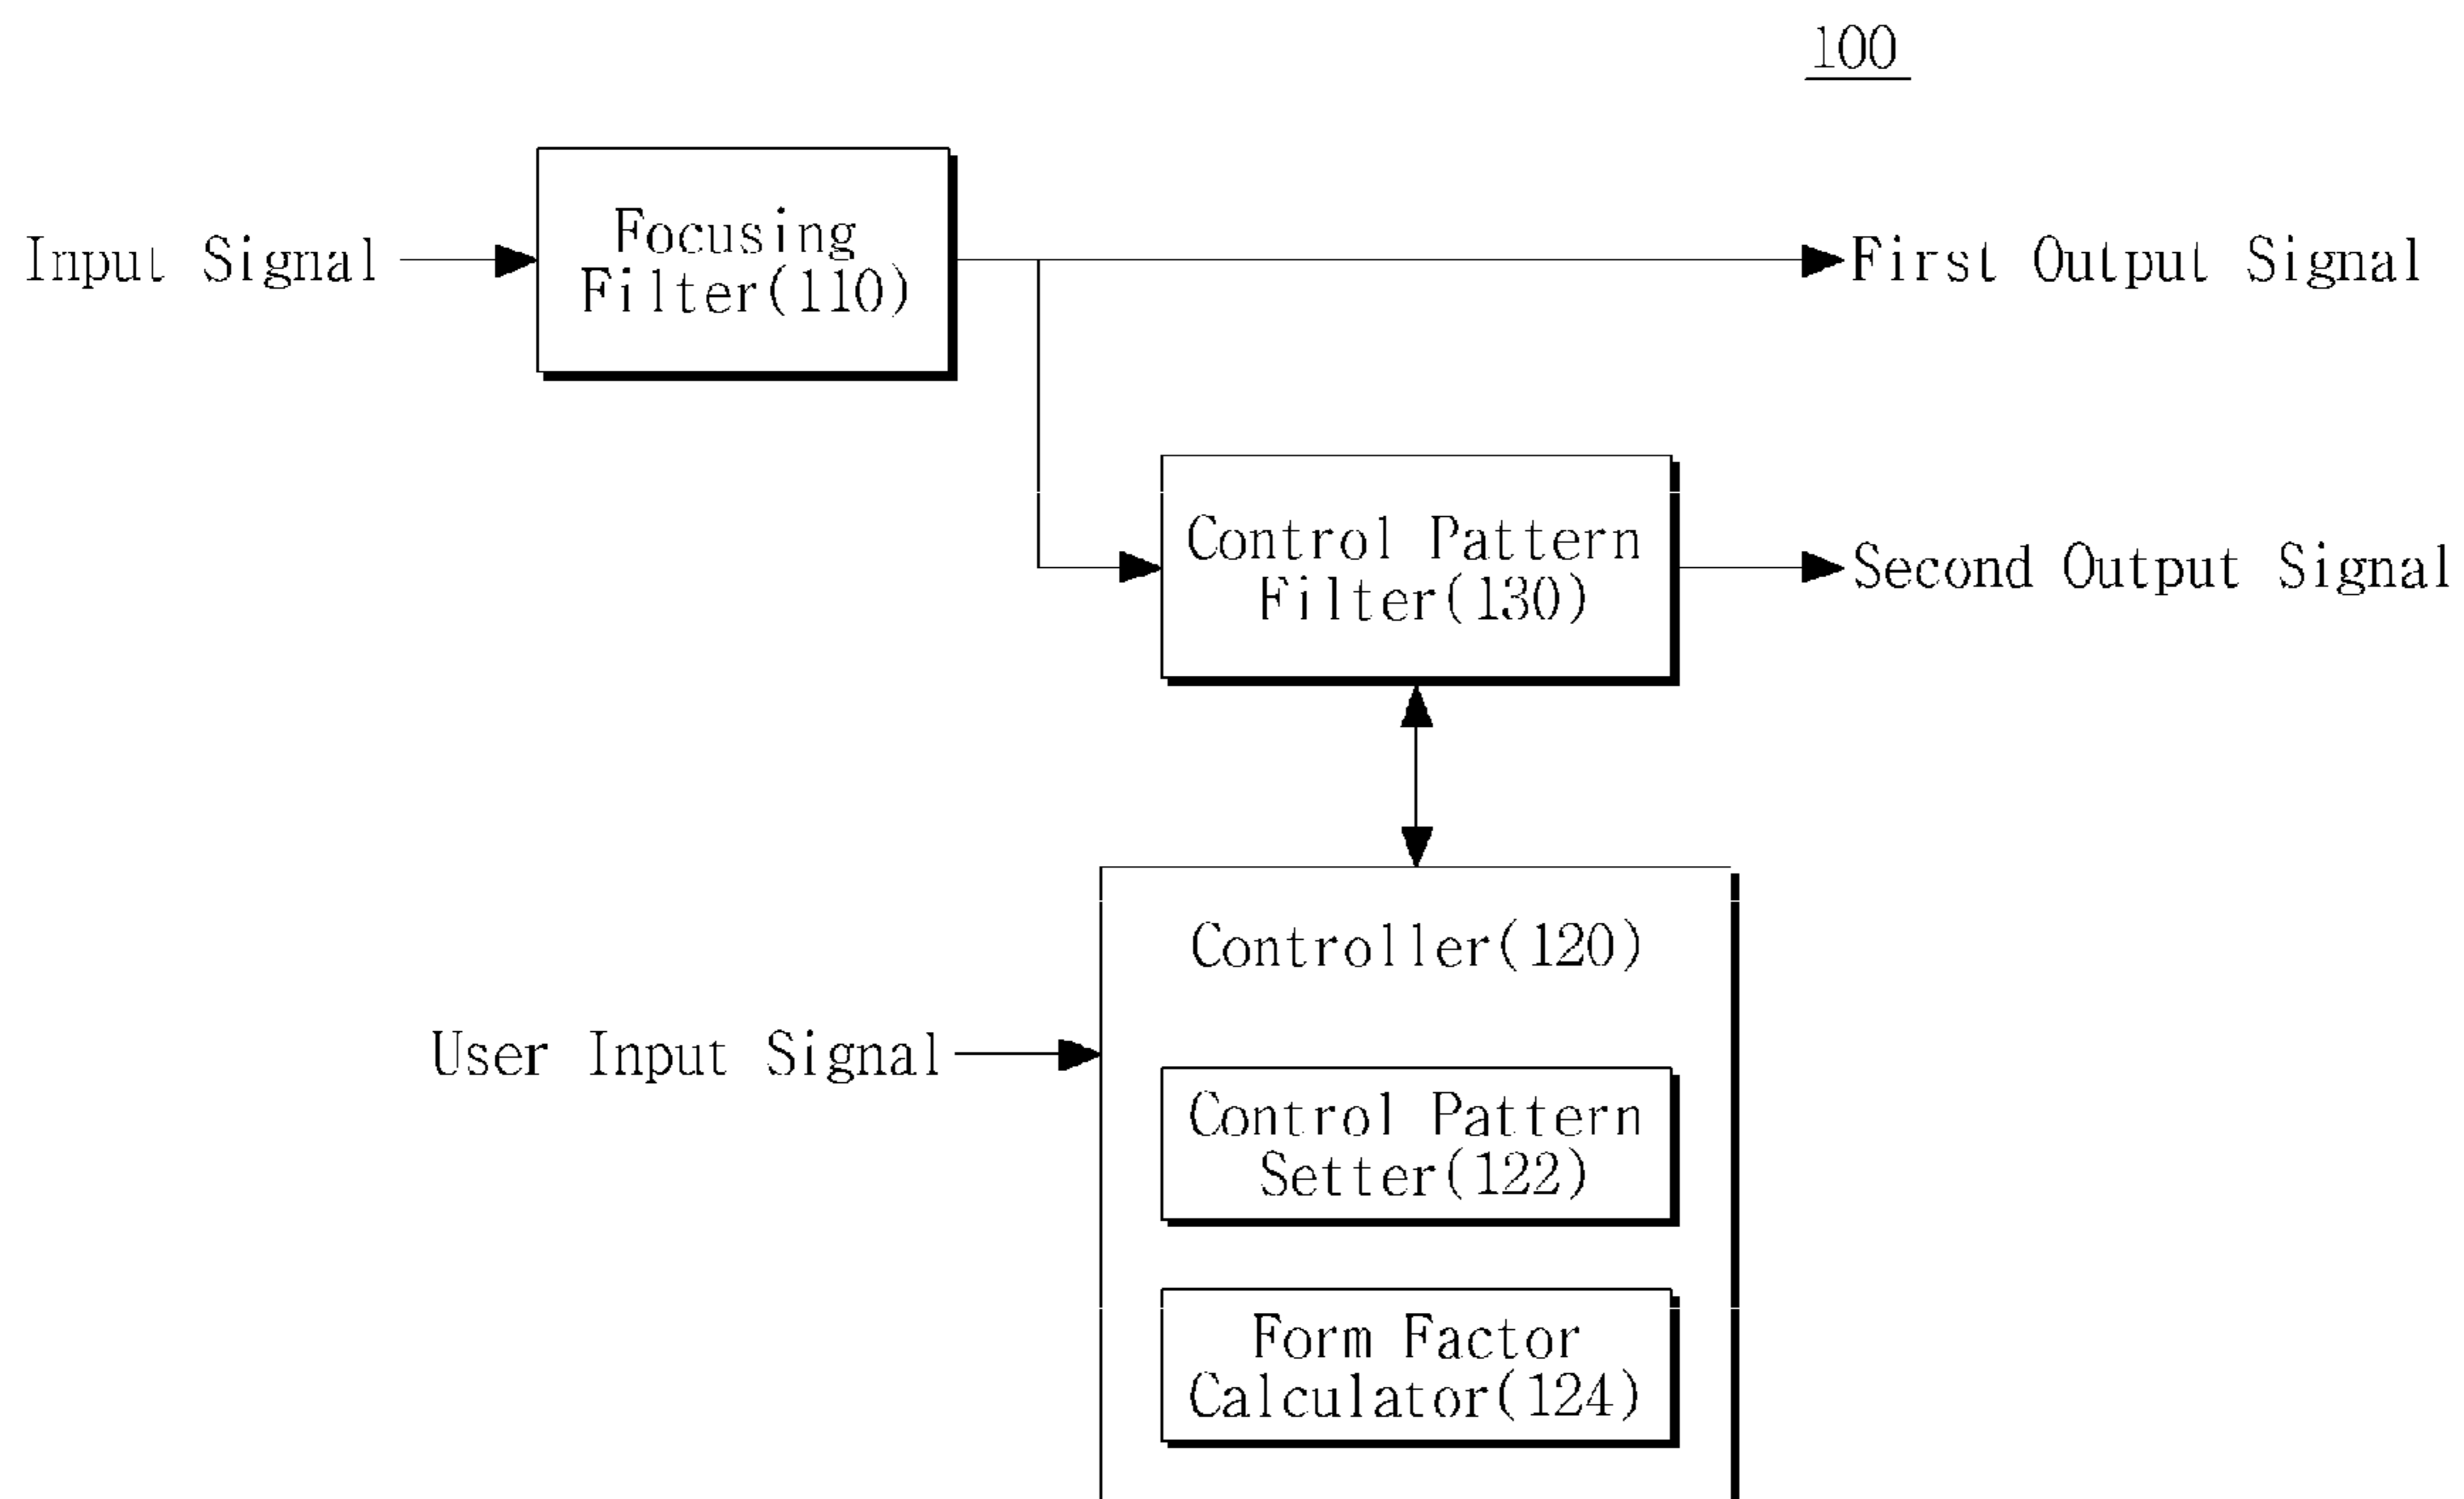 100
Input Signal
Focusing
Filter(110)
First Output Signal
Control Pattern
Filter(130)
Second Output Signal
Controller(120)
User Input Signal
Control Pattern
Setter(122)
Form Factor
Calculator(124)